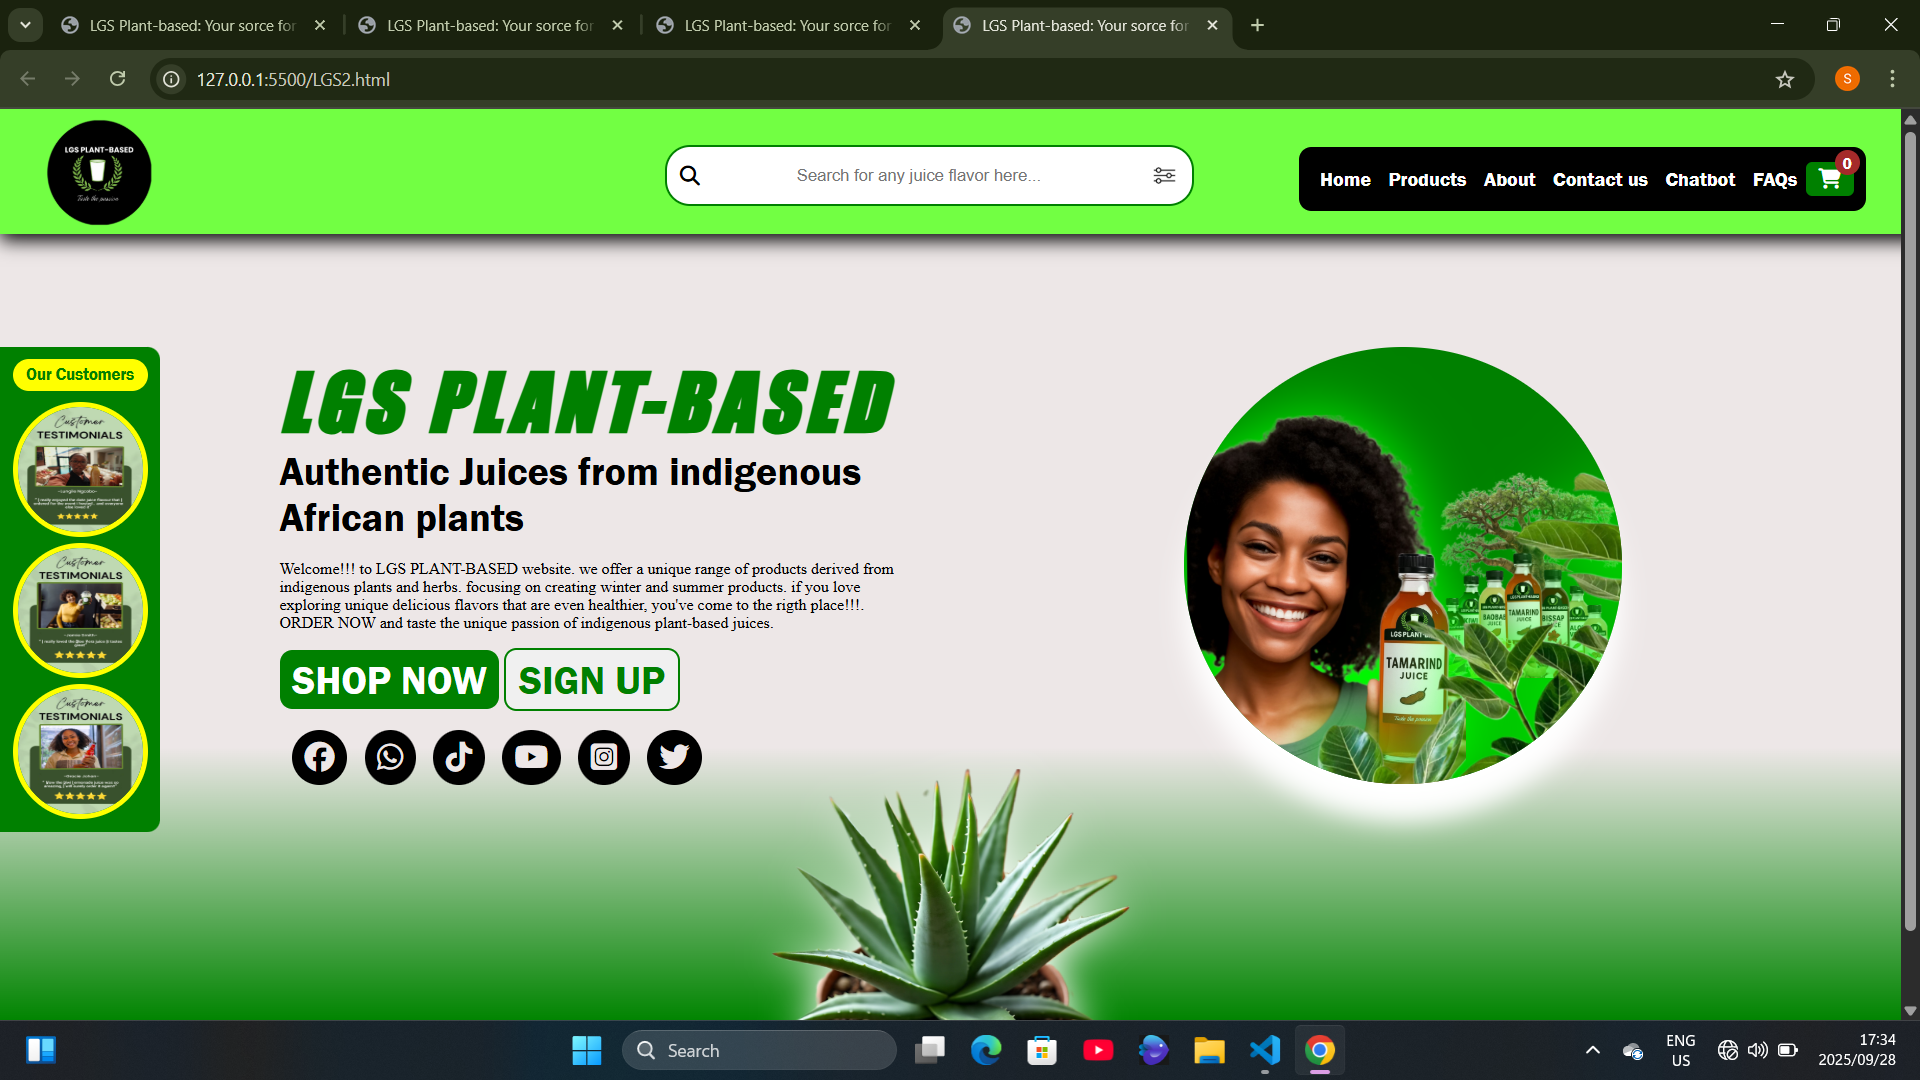 LGS Plant-based: Your sorce for
LGS Plant-based: Your sorce for
LGS Plant-based: Your sorce for
LGS Plant-based: Your sorce for
127.0.0.1:5500/LGS2.html
S
LGS PLANT-BASED
Taste the passion
Search for any juice flavor here...
Home
Products
About
Contact us
Chatbot
FAQs
0
Our Customers
Customer
TESTIMONIALS
Customer
TESTIMONIALS
Customer
TESTIMONIALS
LGS PLANT-BASED
Authentic Juices from indigenous
African plants
Welcome!!! to LGS PLANT-BASED website. we offer a unique range of products derived from
indigenous plants and herbs. focusing on creating winter and summer products. if you love
exploring unique delicious flavors that are even healthier, you've come to the rigth place!!!.
ORDER NOW and taste the unique passion of indigenous plant-based juices.
SHOP NOW
SIGN UP
LGS PLANT
TAMARIND
JUICE
Taste the passion
BAOBAB
JUICE
TAMARIND
JUICE
BISSAP
JUICE
Search
ENG
US
17:34
2025/09/28